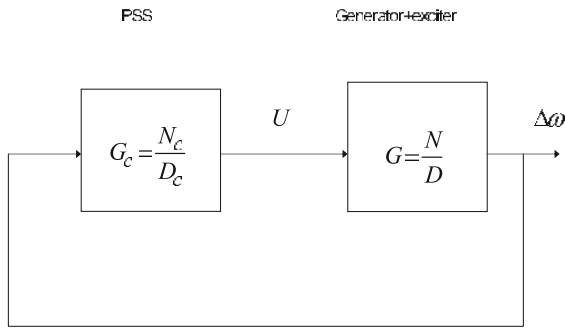 PSS
Generator+exciter
U
Δω
G_c = N_c / D_c
G = N / D